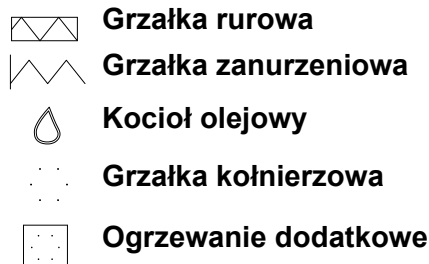 Grzałka rurowa
Grzałka zanurzeniowa
Kocioł olejowy
Grzałka kołnierzowa
Ogrzewanie dodatkowe